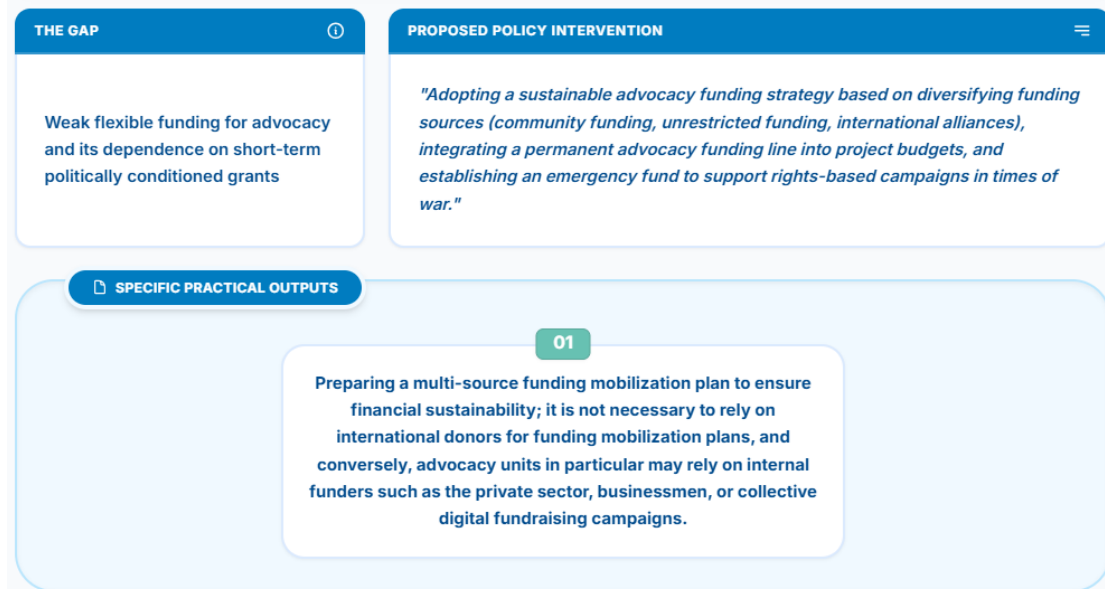 THE GAP
Weak flexible funding for advocacy
and its dependence on short-term
politically conditioned grants
PROPOSED POLICY INTERVENTION
"Adopting a sustainable advocacy funding strategy based on diversifying funding
sources (community funding, unrestricted funding, international alliances),
integrating a permanent advocacy funding line into project budgets, and
establishing an emergency fund to support rights-based campaigns in times of
war."
SPECIFIC PRACTICAL OUTPUTS
01
Preparing a multi-source funding mobilization plan to ensure
financial sustainability; it is not necessary to rely on
international donors for funding mobilization plans, and
conversely, advocacy units in particular may rely on internal
funders such as the private sector, businessmen, or collective
digital fundraising campaigns.